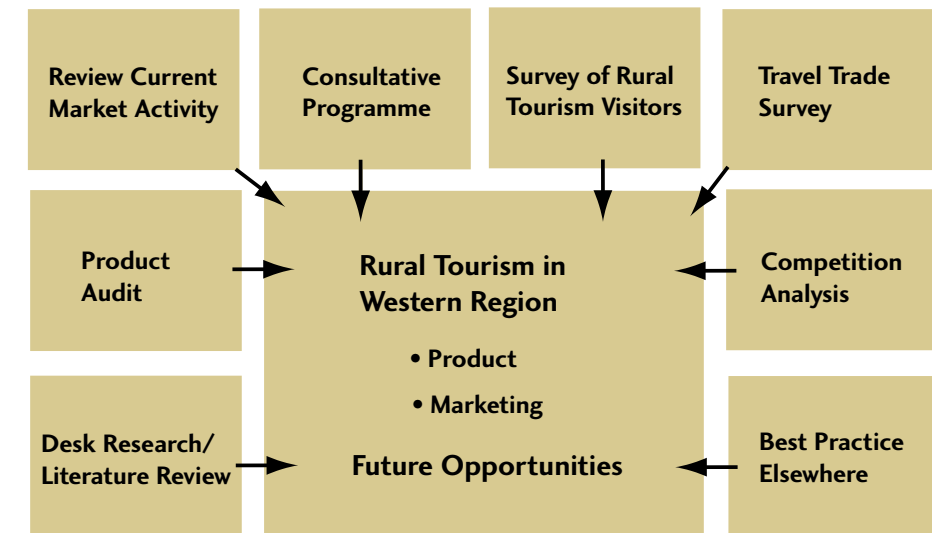 Review Current
Market Activity
Consultative
Programme
Survey of Rural
Tourism Visitors
Travel Trade
Survey
Product
Audit
Rural Tourism in
Western Region
• Product
• Marketing
Future Opportunities
Competition
Analysis
Desk Research/
Literature Review
Best Practice
Elsewhere